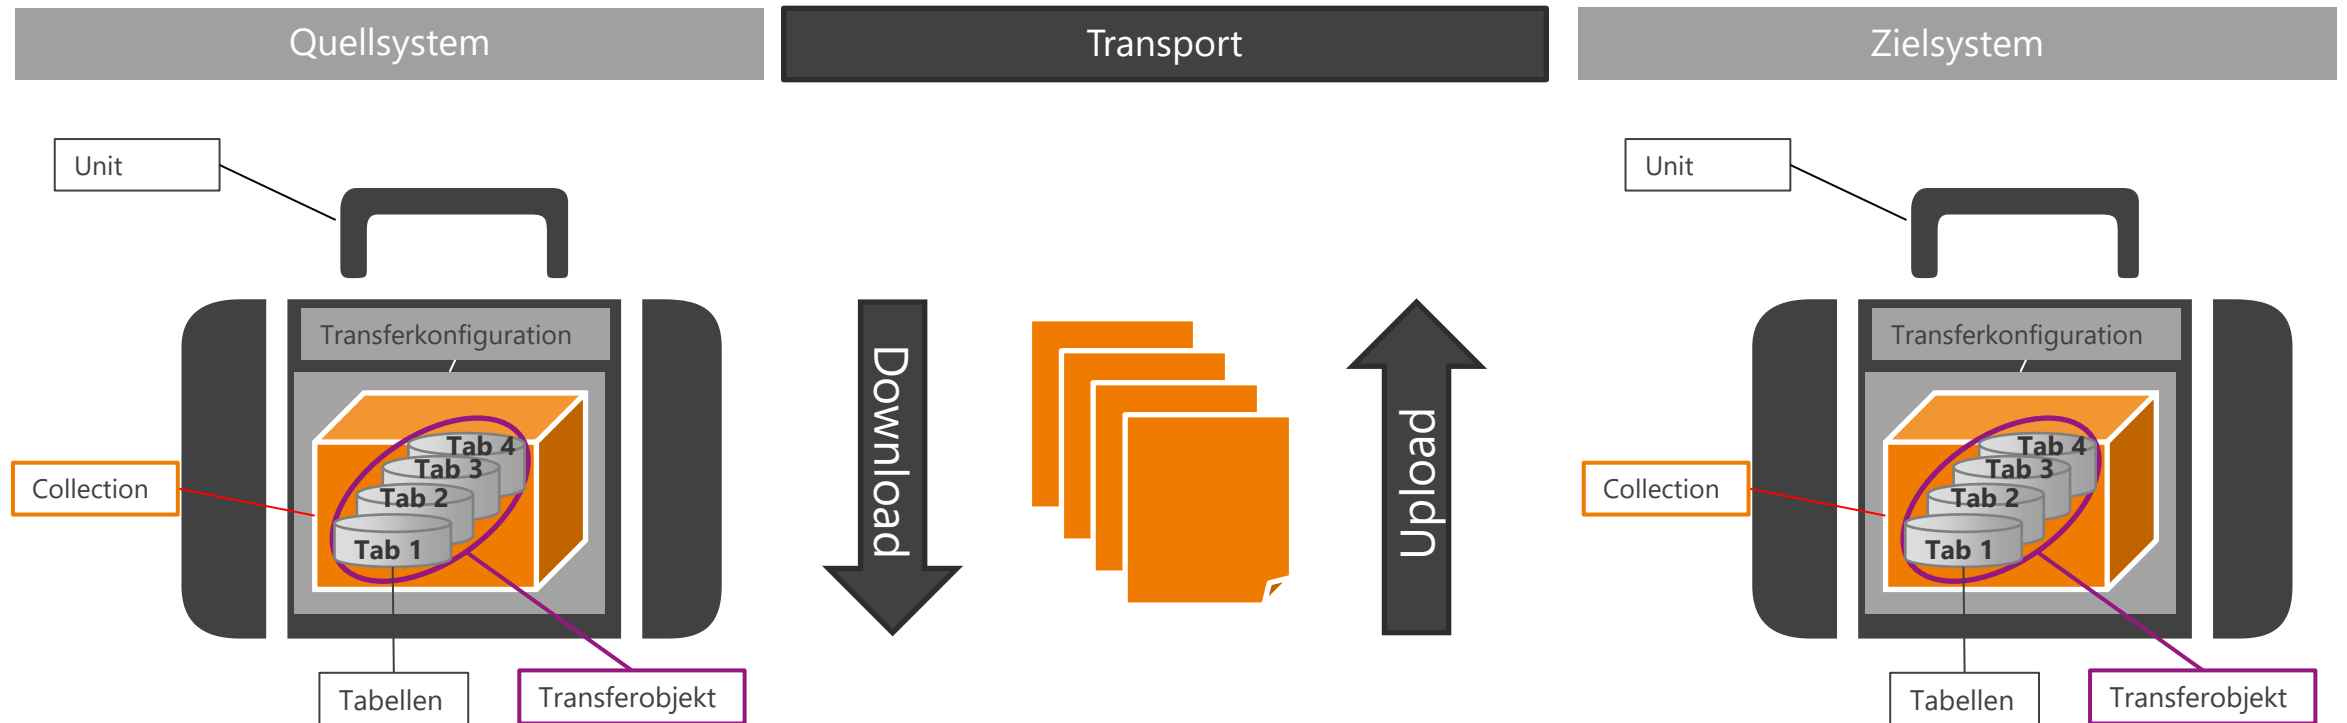 Quellsystem
Transport
Zielsystem
Unit
Transferkonfiguration
Tab 4
Tab 3
Tab 2
Tab 1
Collection
Tabellen
Transferobjekt
Download
Upload
Unit
Transferkonfiguration
Tab 4
Tab 3
Tab 2
Tab 1
Collection
Tabellen
Transferobjekt